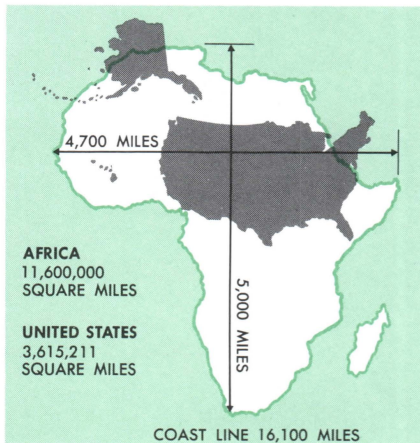 4,700 MILES
AFRICA
11,600,000
SQUARE MILES
5,000 MILES
UNITED STATES
3,615,211
SQUARE MILES
COAST LINE 16,100 MILES